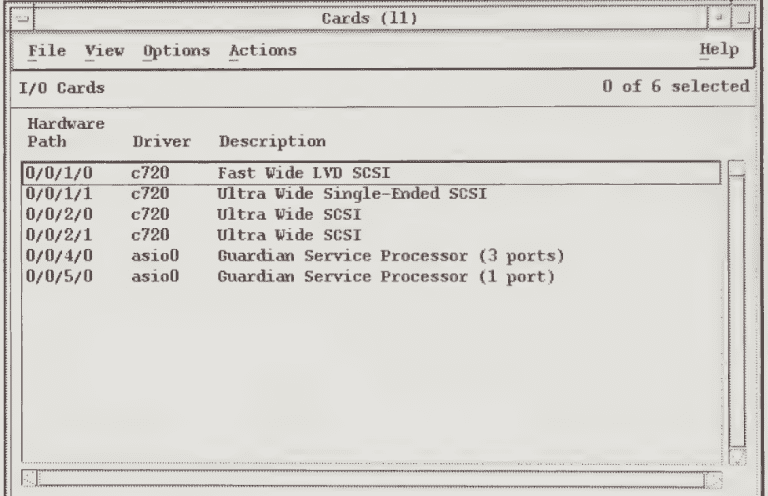 Cards (l1)
File View Options Actions Help
I/O Cards 0 of 6 selected
Hardware
Path Driver Description
0/0/1/0 c720 Fast Wide LVD SCSI
0/0/1/1 c720 Ultra Wide Single-Ended SCSI
0/0/2/0 c720 Ultra Wide SCSI
0/0/2/1 c720 Ultra Wide SCSI
0/0/4/0 asio0 Guardian Service Processor (3 ports)
0/0/5/0 asio0 Guardian Service Processor (1 port)